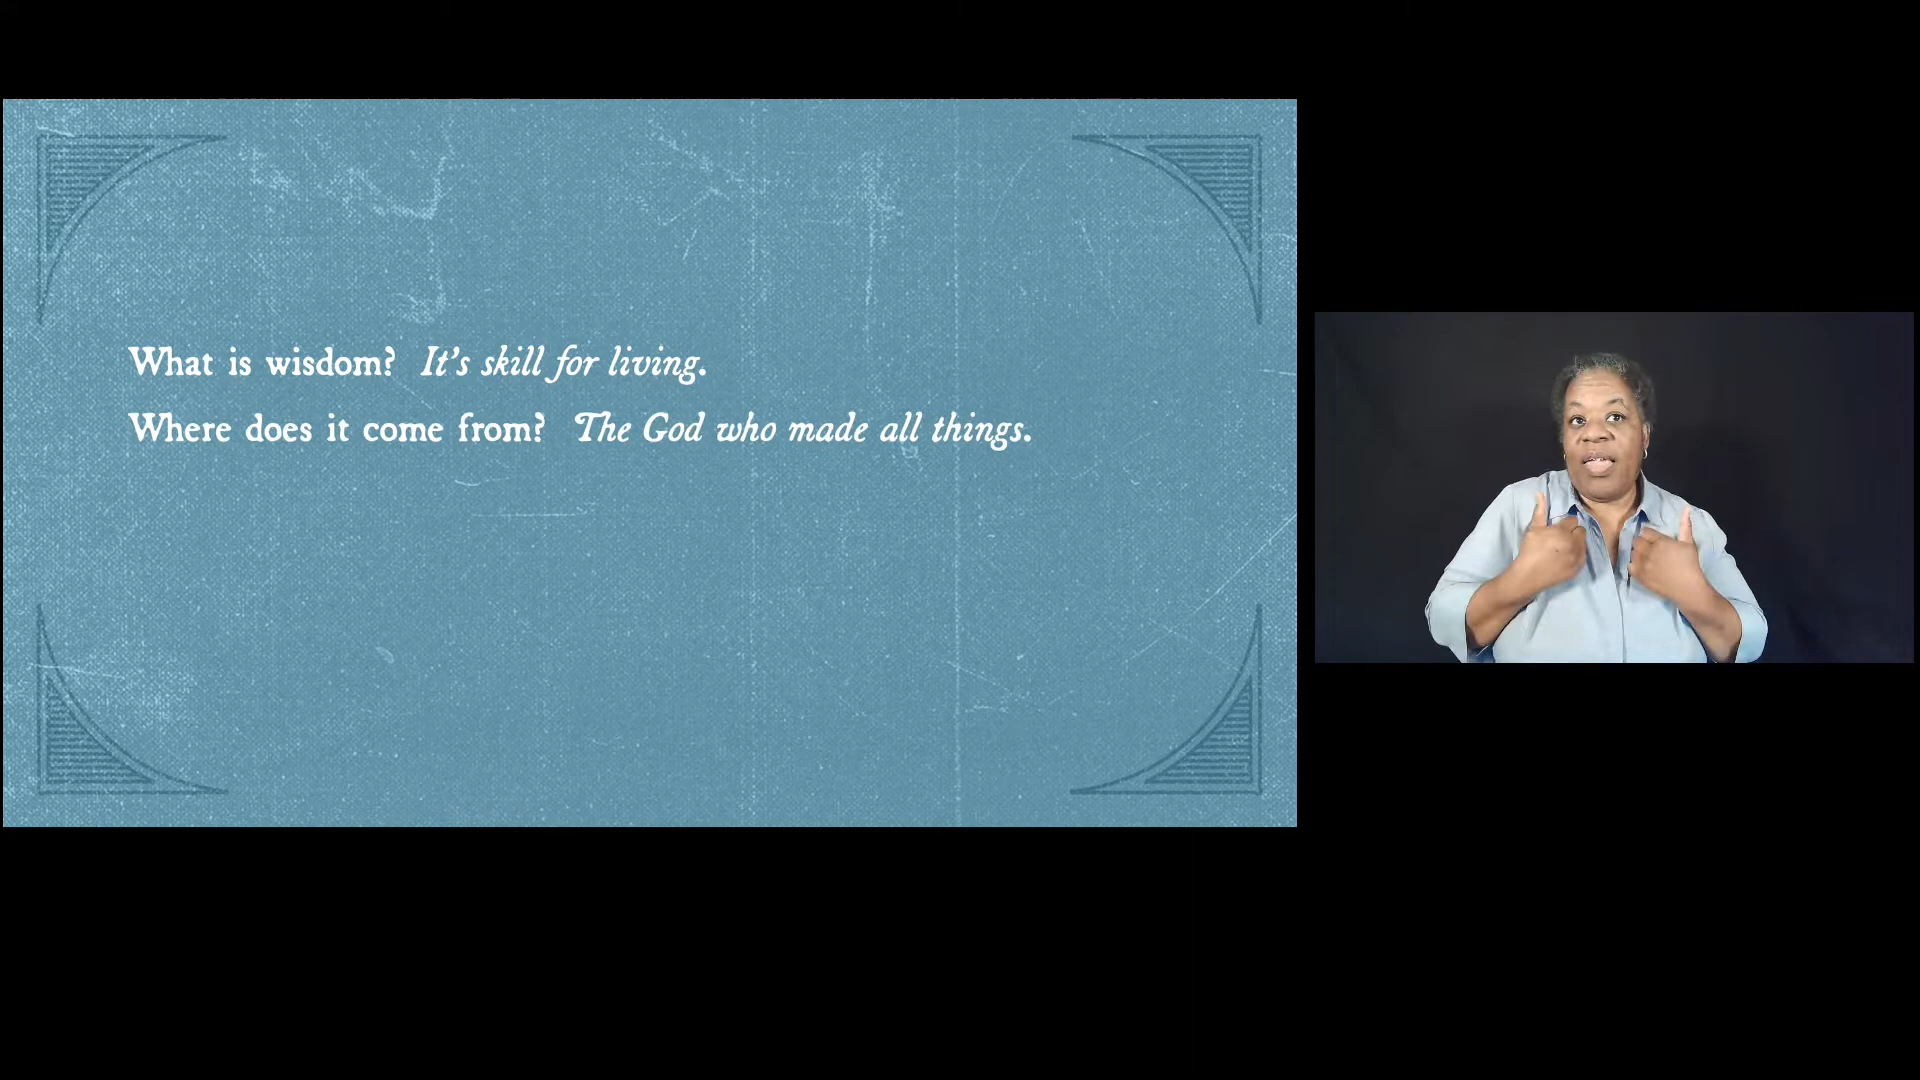 What is wisdom? It's skill for living.
Where does it come from? The God who made all things.